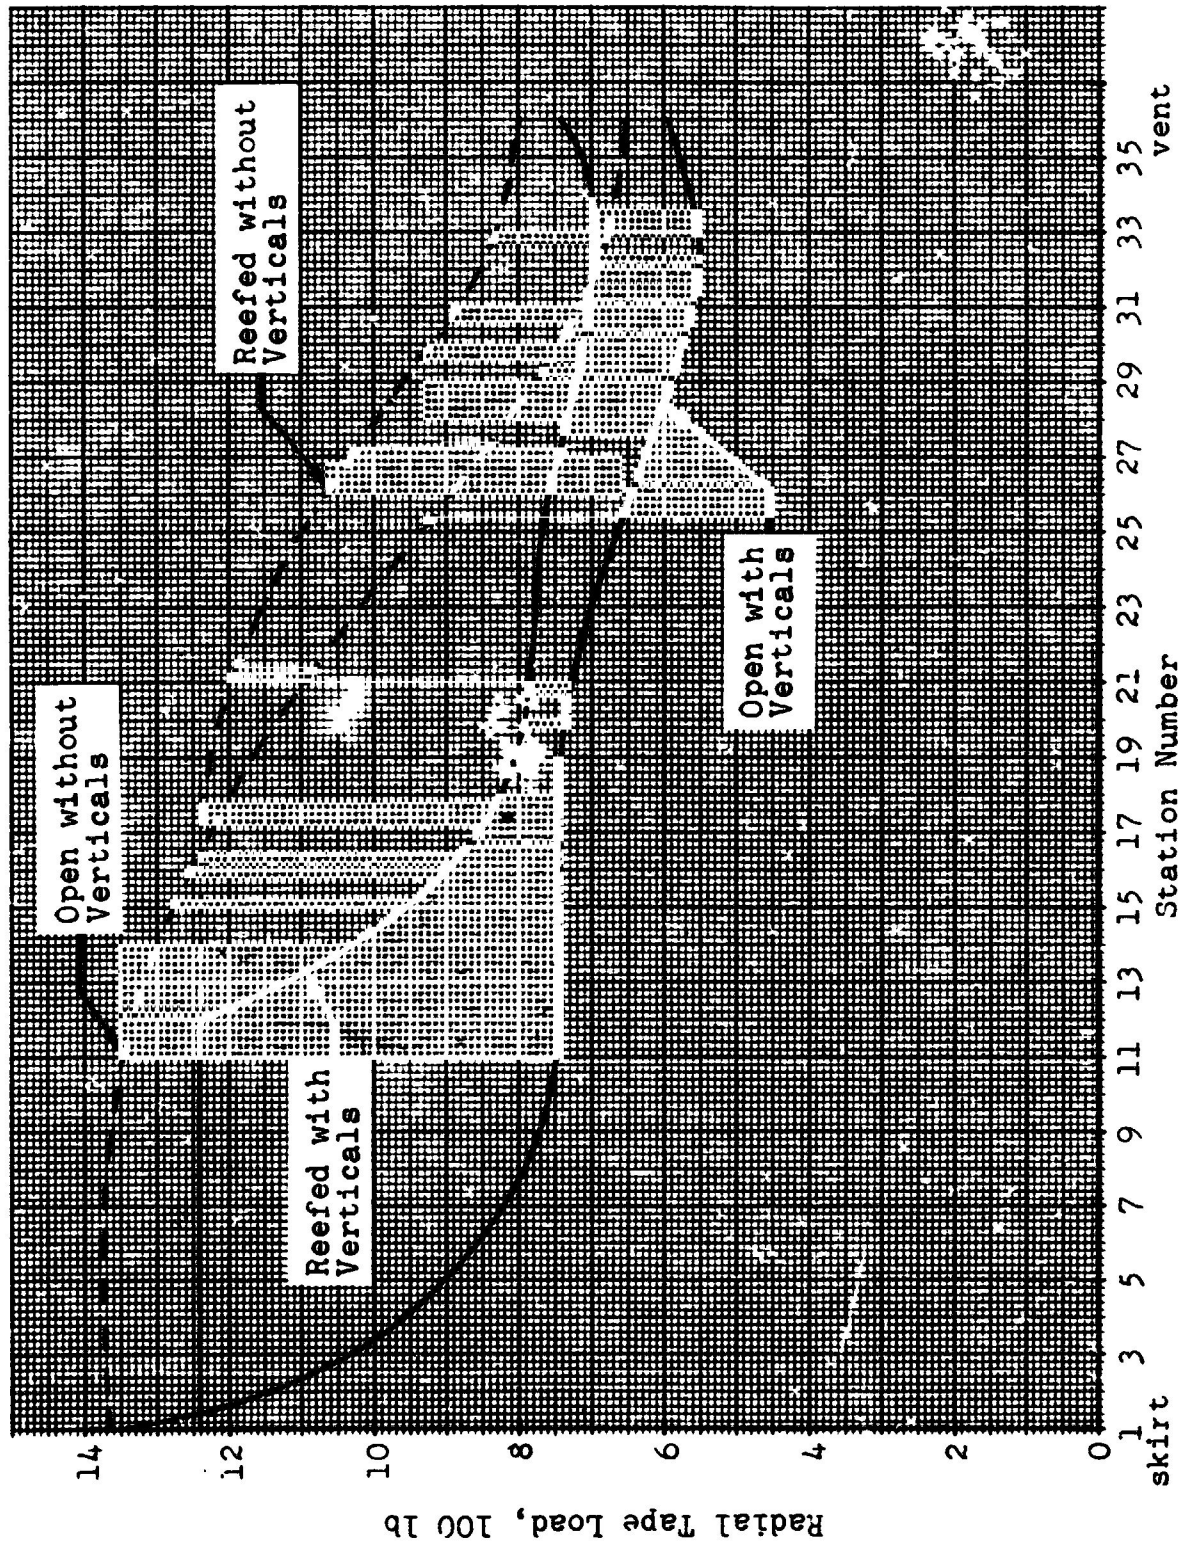 Radial Tape Load, 100 lb
14
12
10
8
6
4
2
0
Open without
Verticals
Reefed without
Verticals
Reefed with
Verticals
Open with
Verticals
1 3 5 7 9 11 13 15 17 19 21 23 25 27 29 31 33 35
skirt
vent
Station Number